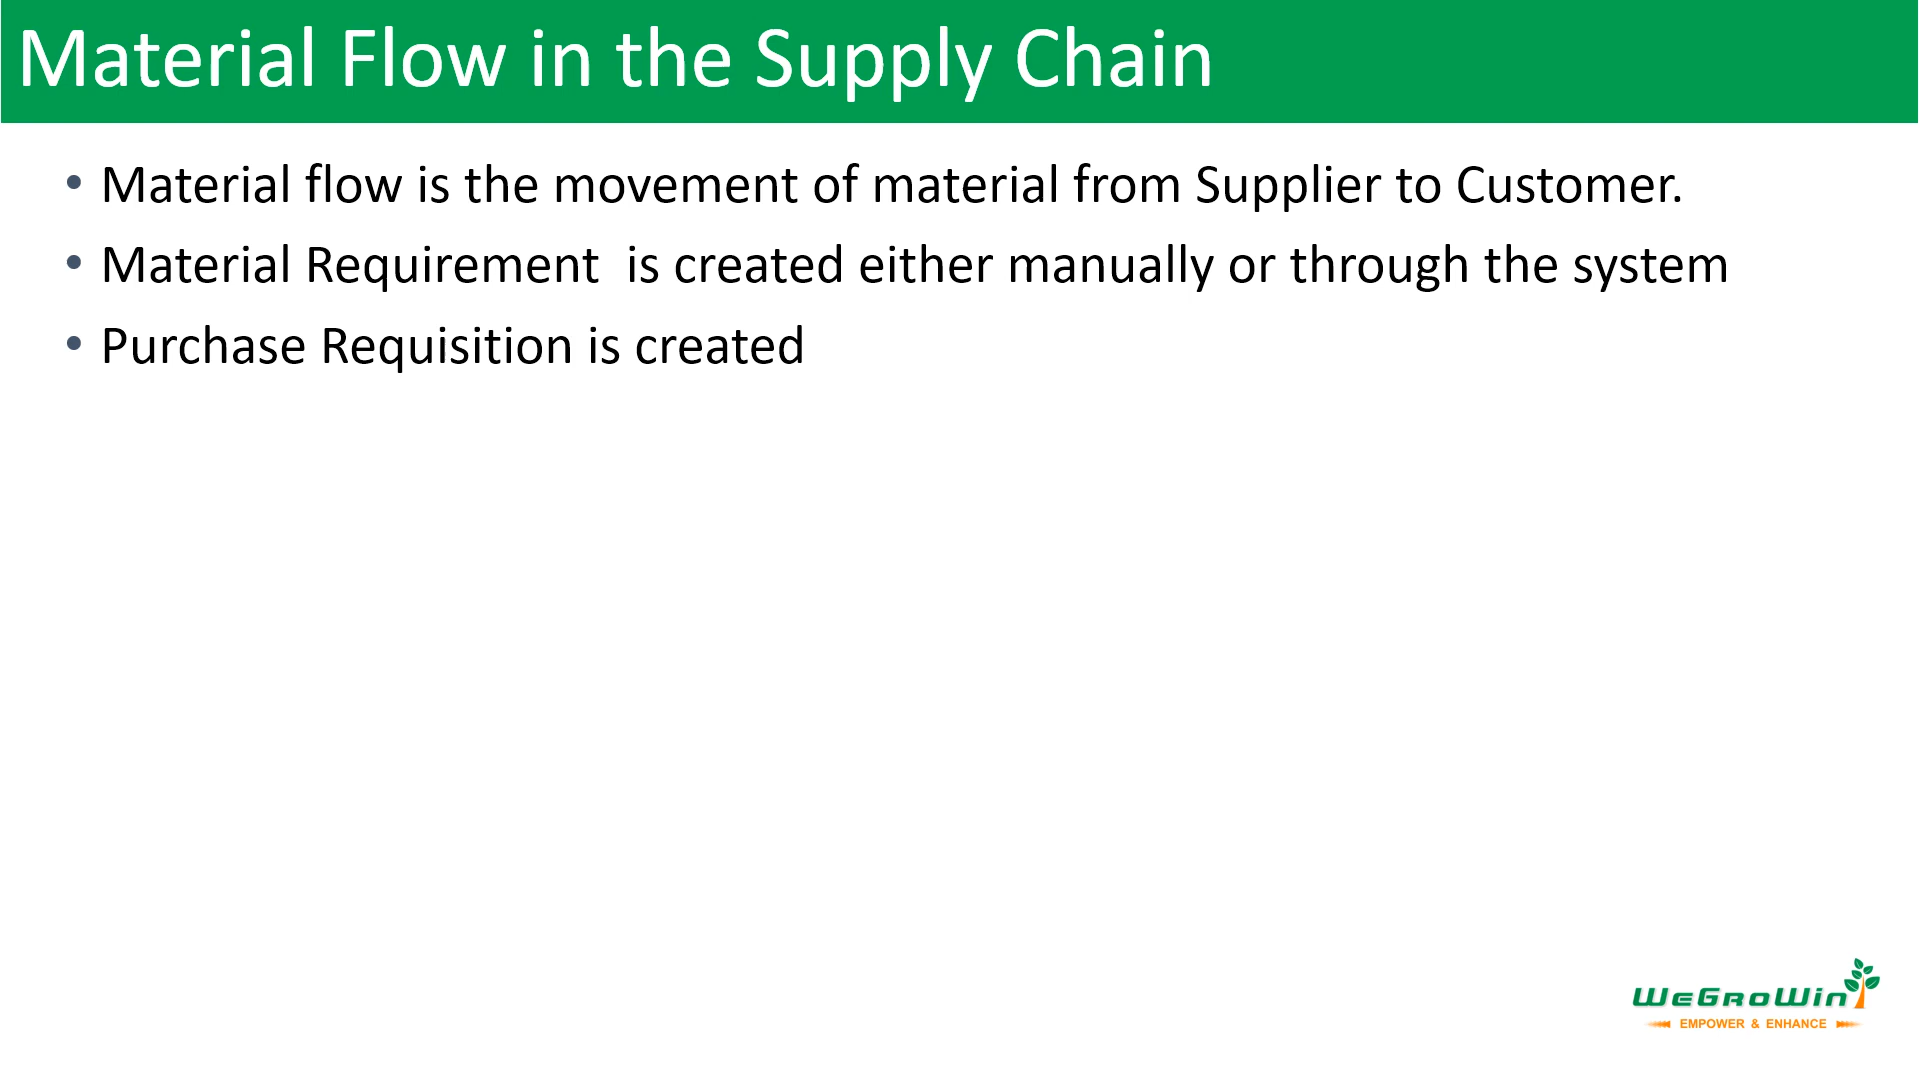 Material Flow in the Supply Chain
• Material flow is the movement of material from Supplier to Customer.
• Material Requirement  is created either manually or through the system
• Purchase Requisition is created
WeGroWin
EMPOWER & ENHANCE